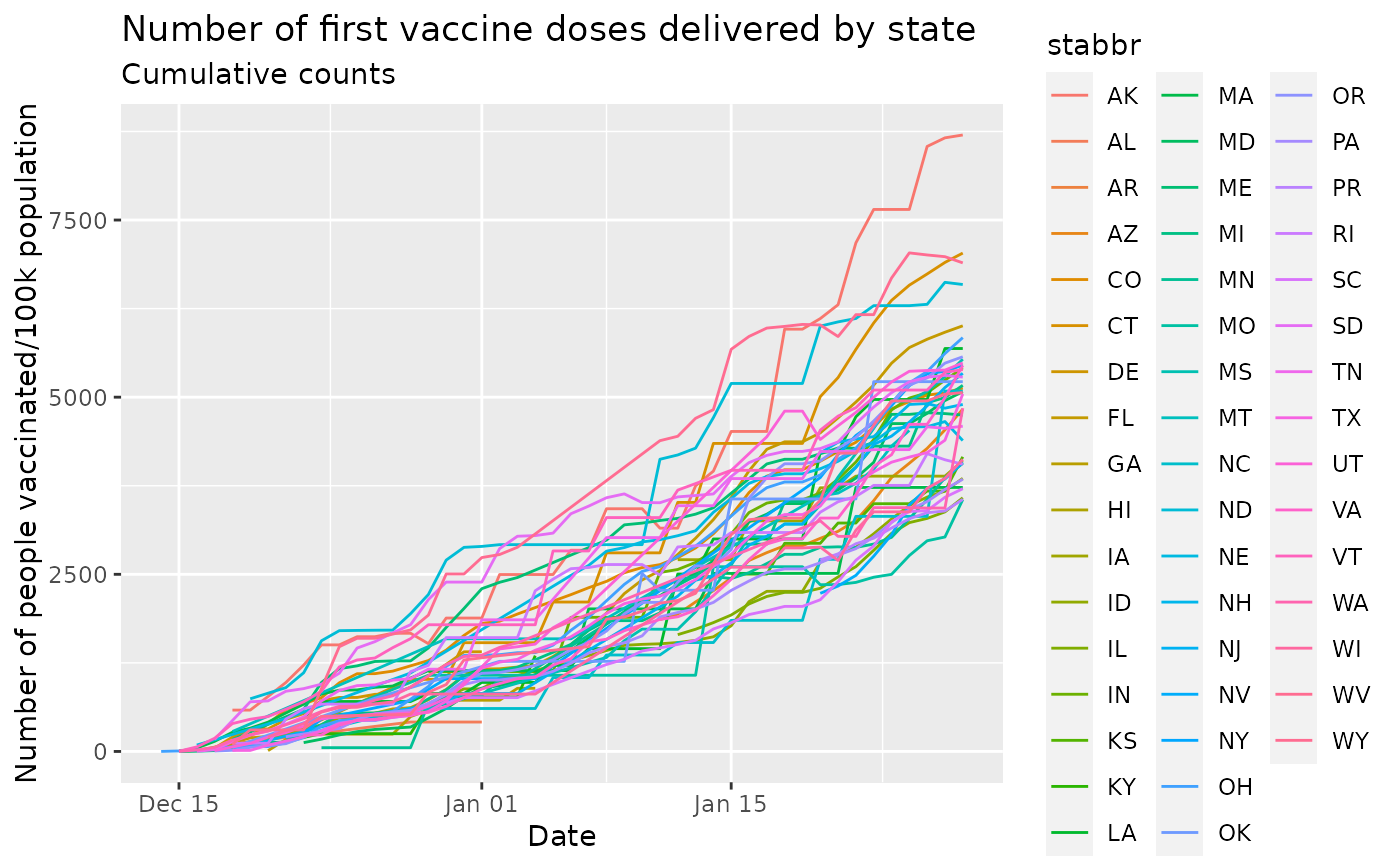 Number of first vaccine doses delivered by state
Cumulative counts
Number of people vaccinated/100k population
7500
5000
2500
0
Dec 15
Jan 01
Jan 15
Date
stabbr
AK
AL
AR
AZ
CO
CT
DE
FL
GA
HI
IA
ID
IL
IN
KS
KY
LA
MA
MD
ME
MI
MN
MO
MS
MT
NC
ND
NE
NH
NJ
NV
NY
OH
OK
OR
PA
PR
RI
SC
SD
TN
TX
UT
VA
VT
WA
WI
WV
WY